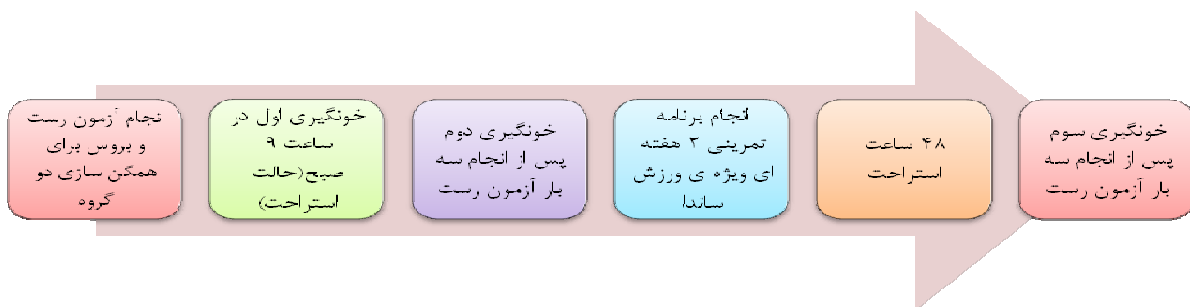 نجام آزمون رست
و بروس برای
همگن سازی دو
گروه
خونگیری اول در
ساعت ۹
صبح(حالت
استراحت)
خونگیری دوم
پس از انجام سه
بار آزمون رست
انجام برنامه
تمرینی ۲ هفته
ای ویژه ی ورزش
ساندا
۴۸ ساعت
استراحت
خونگیری سوم
پس از انجام سه
بار آزمون رست